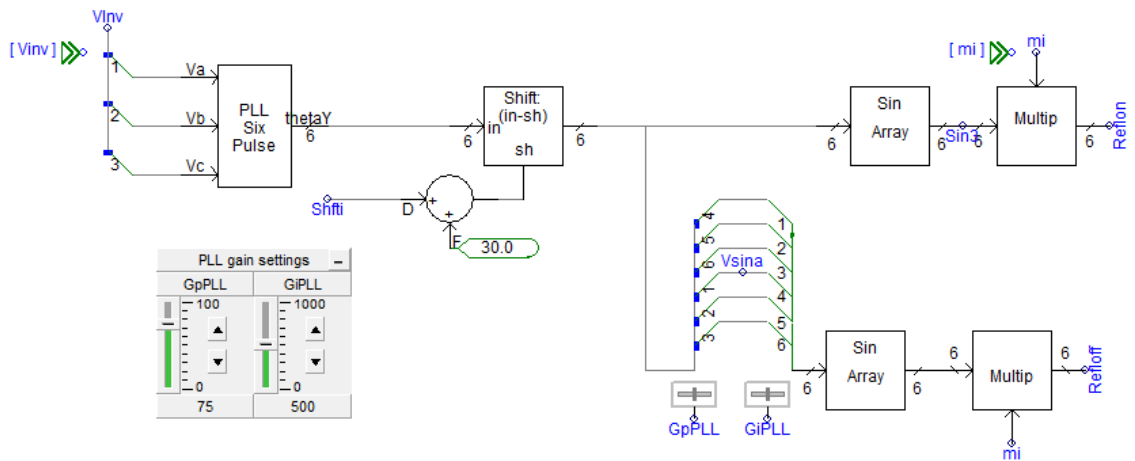 VInv
[ Vinv ]
1
2
3
Va
Vb
Vc
PLL
Six
Pulse
thetaY
6
6
in
Shift:
(in-sh)
sh
6
Shfti
D
+
+
F
30.0
6
Sin
Array
6
Sin3
6
[ mi ]
mi
Multip
6
Reflon
4
5
6
1
2
3
Vsina
1
2
3
4
5
6
6
Sin
Array
6
6
Multip
6
Refloff
mi
GpPLL
GiPLL
PLL gain settings
GpPLL
GiPLL
100
0
1000
0
75
500